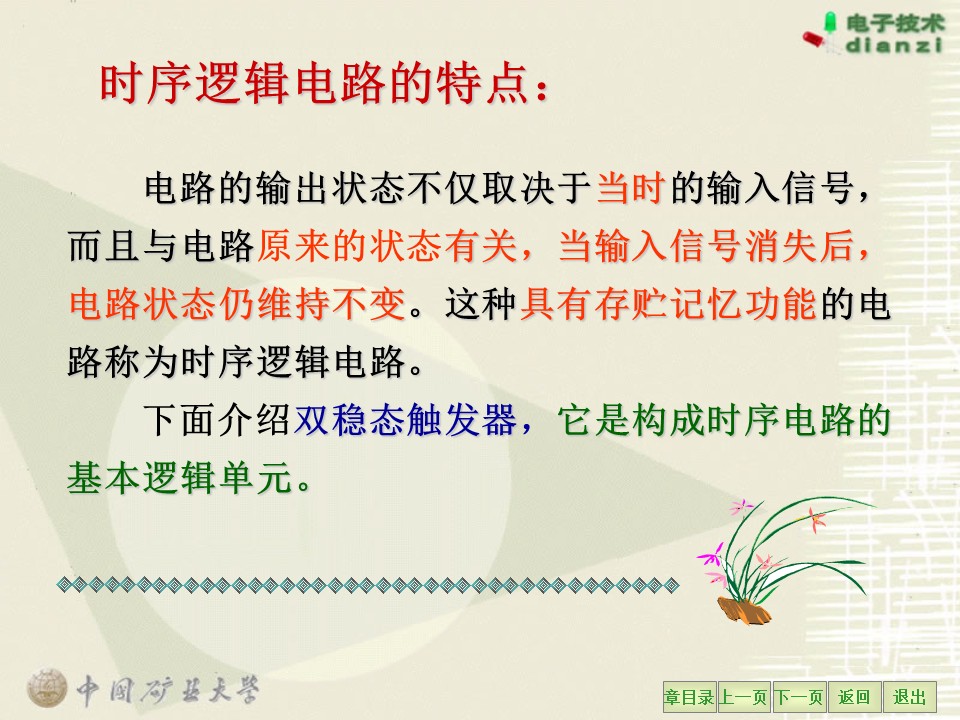 电子技术
dianzi
时序逻辑电路的特点：
电路的输出状态不仅取决于当时的输入信号，
而且与电路原来的状态有关，当输入信号消失后，
电路状态仍维持不变。这种具有存贮记忆功能的电
路称为时序逻辑电路。
下面介绍双稳态触发器，它是构成时序电路的
基本逻辑单元。
中国矿业大学
章目录 上一页 下一页 返回 退出